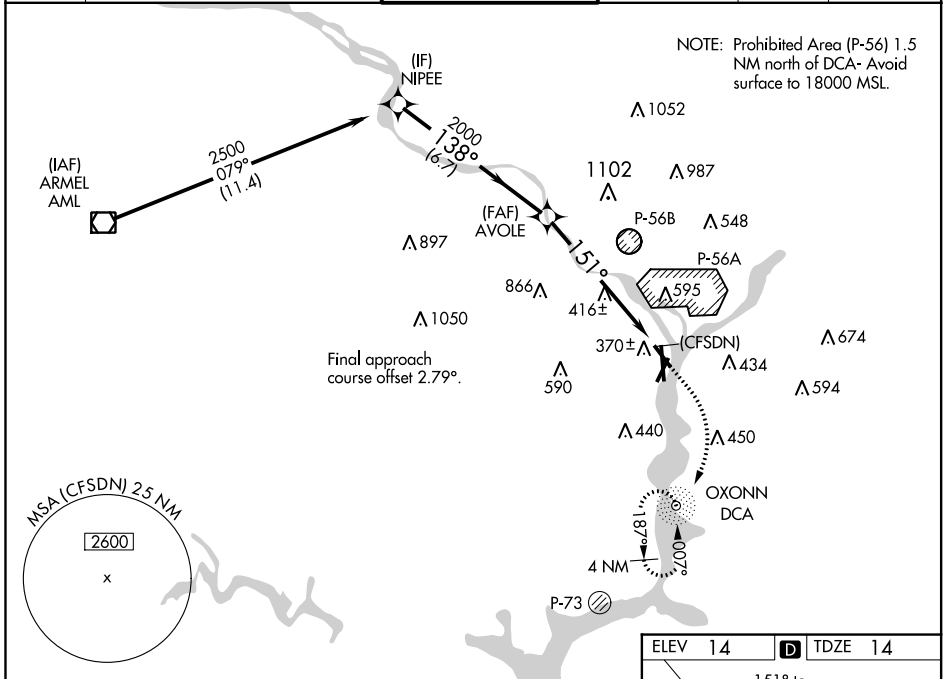 NOTE: Prohibited Area (P-56) 1.5
NM north of DCA- Avoid
surface to 18000 MSL.
(IF)
NIPEE
1052
2000
138°
(6.7)
2500
079°
(11.4)
(IAF)
ARMEL
AML
1102
987
(FAF)
AVOLE
P-56B
548
897
151°
P-56A
866
416±
595
1050
370±
(CFSDN)
674
Final approach
course offset 2.79°.
434
590
594
440
450
MSA (CFSDN) 25 NM
2600
x
OXONN
DCA
187°
007°
4 NM
P-73
ELEV 14
D
TDZE 14
151° to